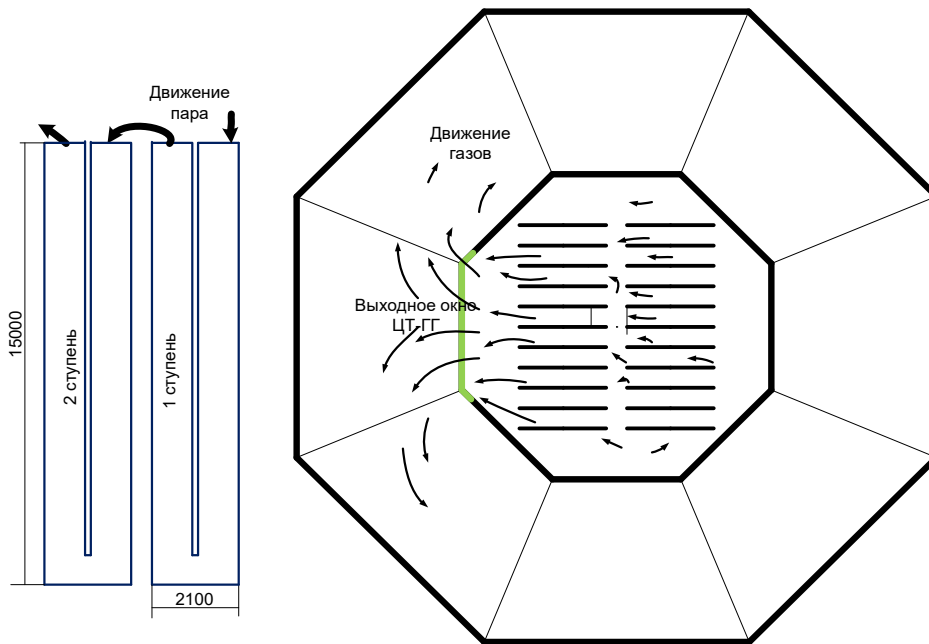 Движение
пара
Движение
газов
Выходное окно
ЦТ-ГГ
15000
2 ступень
1 ступень
2100